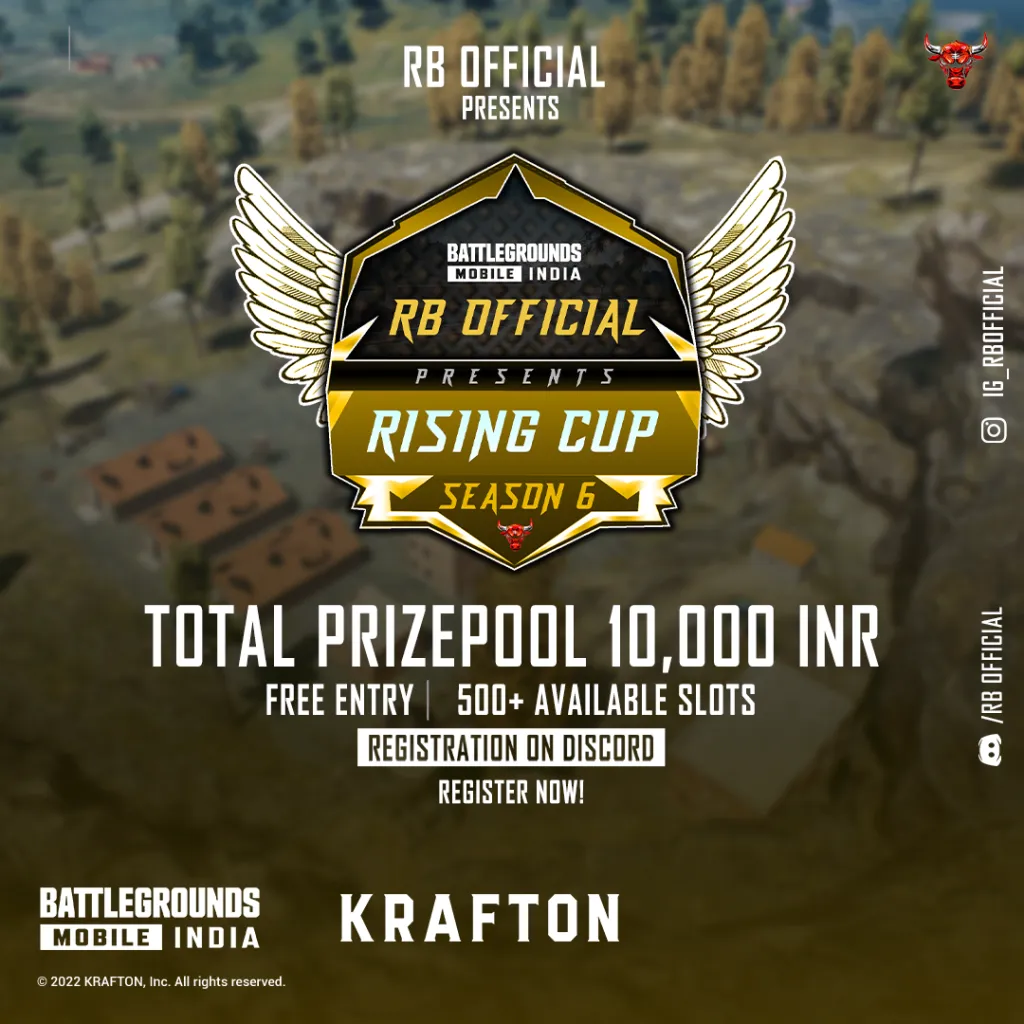 RB OFFICIAL
PRESENTS
BATTLEGROUNDS
MOBILE INDIA
RB OFFICIAL
PRESENTS
RISING CUP
SEASON 6
IG_RBOFFICIAL
/RB OFFICIAL
TOTAL PRIZEPOOL 10,000 INR
FREE ENTRY | 500+ AVAILABLE SLOTS
REGISTRATION ON DISCORD
REGISTER NOW!
BATTLEGROUNDS
MOBILE INDIA
KRAFTON
© 2022 KRAFTON, Inc. All rights reserved.